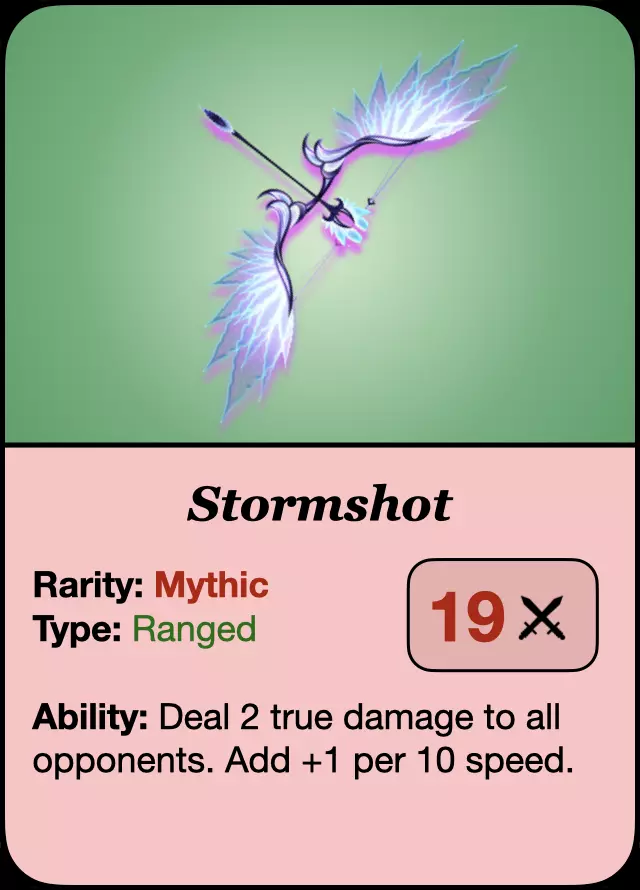 Stormshot
Rarity: Mythic
Type: Ranged
19
Ability: Deal 2 true damage to all
opponents. Add +1 per 10 speed.